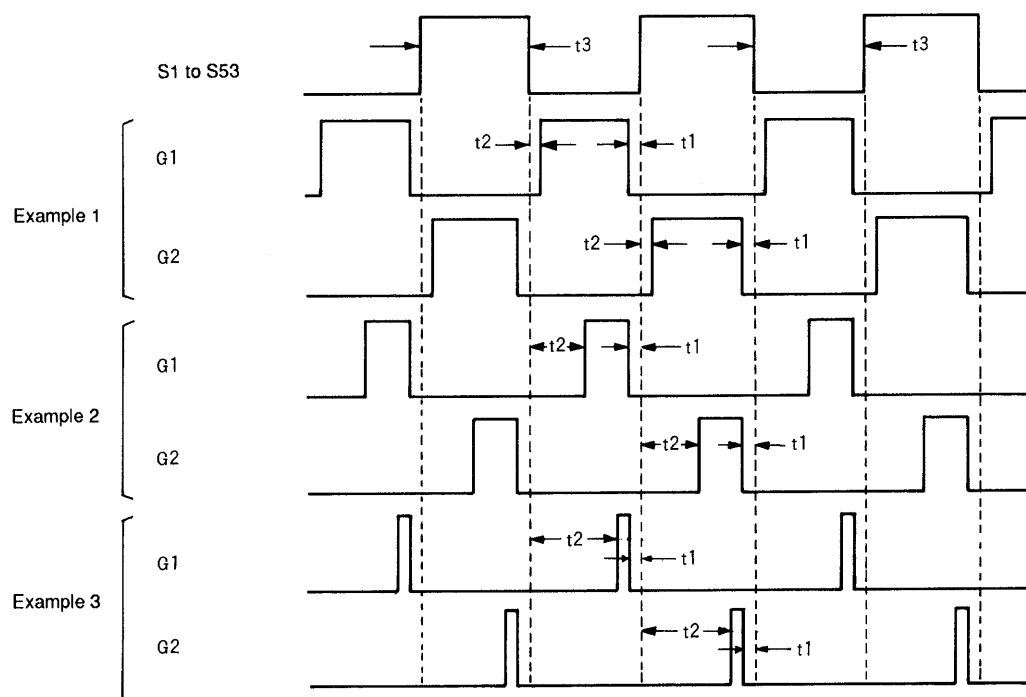 t3 t3
S1 to S53
G1 t2 t1
Example 1
G2 t2 t1
G1 t2 t1
Example 2
G2 t2 t1
G1 t2 t1
Example 3
G2 t2 t1